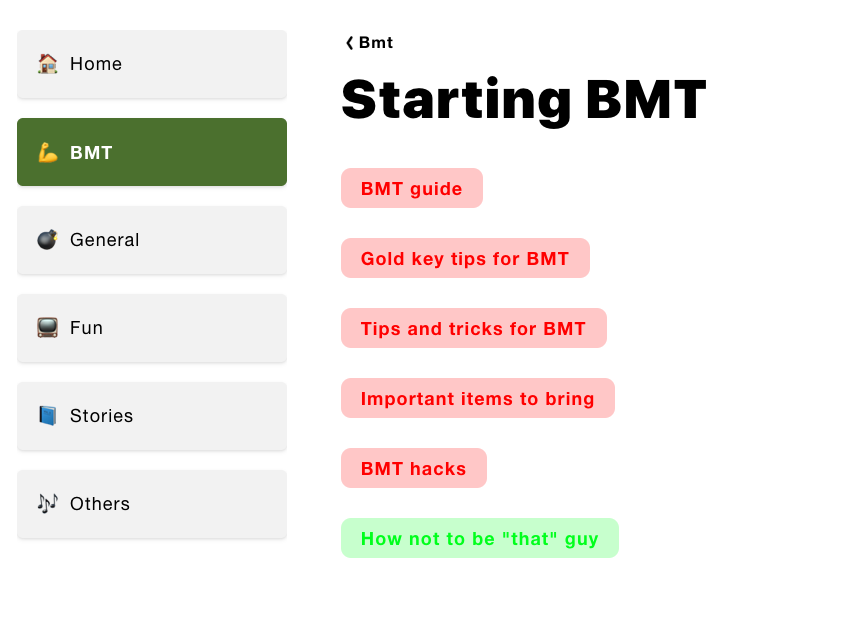 Home
BMT
General
Fun
Stories
Others
Bmt
Starting BMT
BMT guide
Gold key tips for BMT
Tips and tricks for BMT
Important items to bring
BMT hacks
How not to be "that" guy